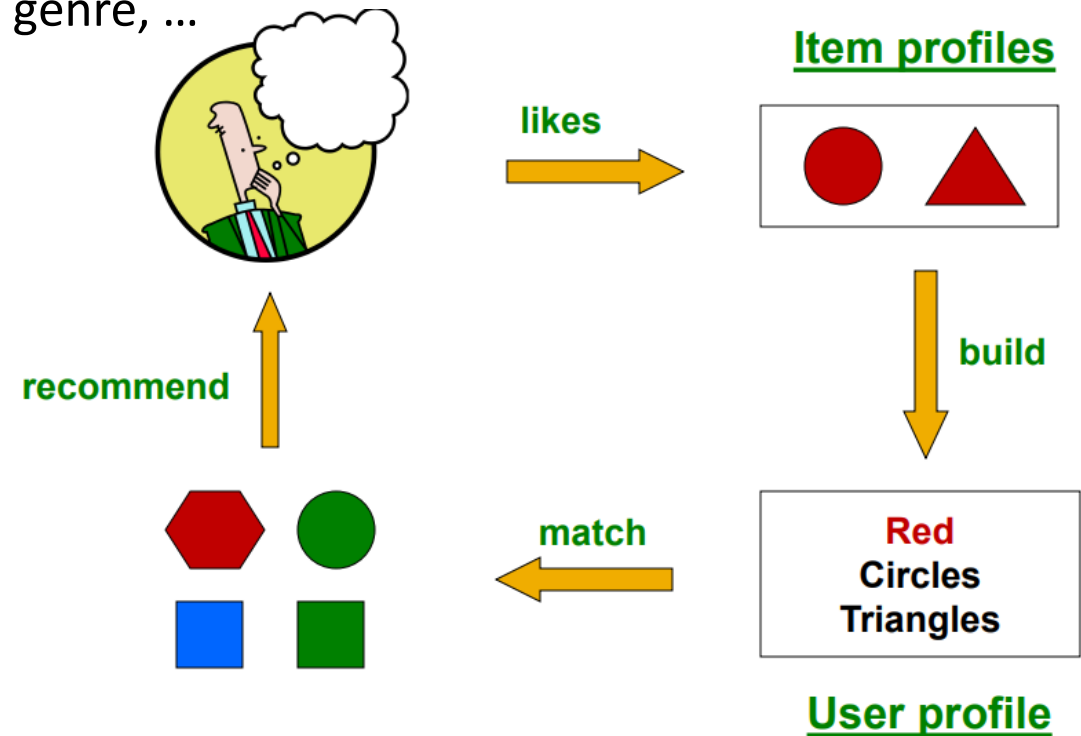 genre, …
Item profiles
likes
build
recommend
match
Red
Circles
Triangles
User profile